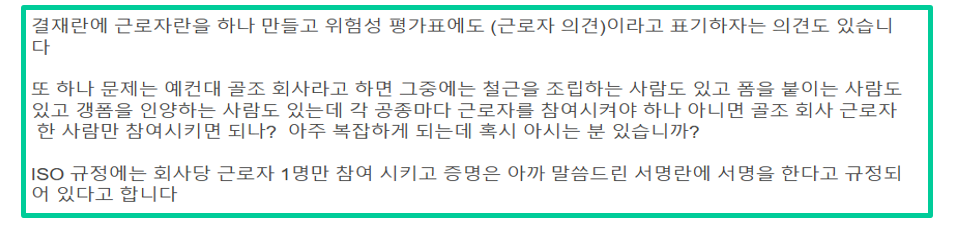 결재란에 근로자란을 하나 만들고 위험성 평가표에도 (근로자 의견)이라고 표기하자는 의견도 있습니
다
또 하나 문제는 예컨대 골조 회사라고 하면 그중에는 철근을 조립하는 사람도 있고 폼을 붙이는 사람도
있고 갱폼을 인양하는 사람도 있는데 각 공종마다 근로자를 참여시켜야 하나 아니면 골조 회사 근로자
한 사람만 참여시키면 되나? 아주 복잡하게 되는데 혹시 아시는 분 있습니까?
ISO 규정에는 회사당 근로자 1명만 참여 시키고 증명은 아까 말씀드린 서명란에 서명을 한다고 규정되
어 있다고 합니다